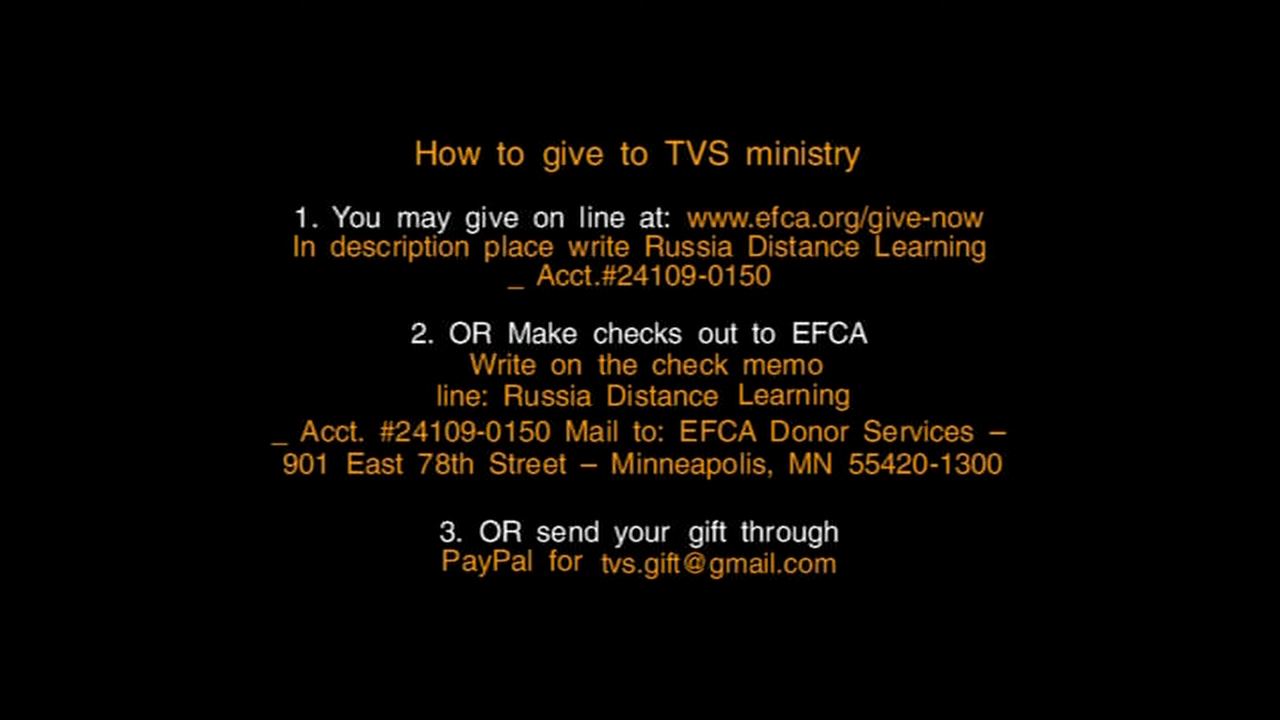 How to give to TVS ministry
1. You may give on line at: www.efca.org/give-now
In description place write Russia Distance Learning
_ Acct.#24109-0150
2. OR Make checks out to EFCA
Write on the check memo
line: Russia Distance Learning
_ Acct. #24109-0150 Mail to: EFCA Donor Services –
901 East 78th Street – Minneapolis, MN 55420-1300
3. OR send your gift through
PayPal for tvs.gift@gmail.com